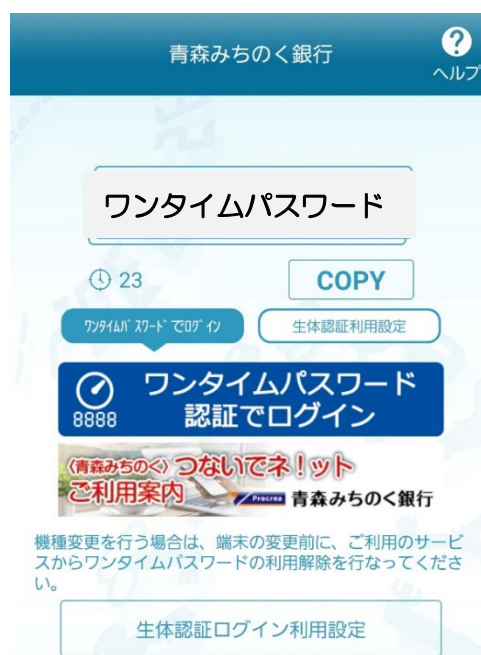 青森みちのく銀行
?
ヘルプ
ワンタイムパスワード
23
COPY
ワンタイムパスワードでログイン
生体認証利用設定
ワンタイムパスワード
8888
認証でログイン
〈青森みちのく〉つないでネ!ット
ご利用案内
Procrea 青森みちのく銀行
機種変更を行う場合は、端末の変更前に、ご利用のサービ
スからワンタイムパスワードの利用解除を行なってくださ
い。
生体認証ログイン利用設定